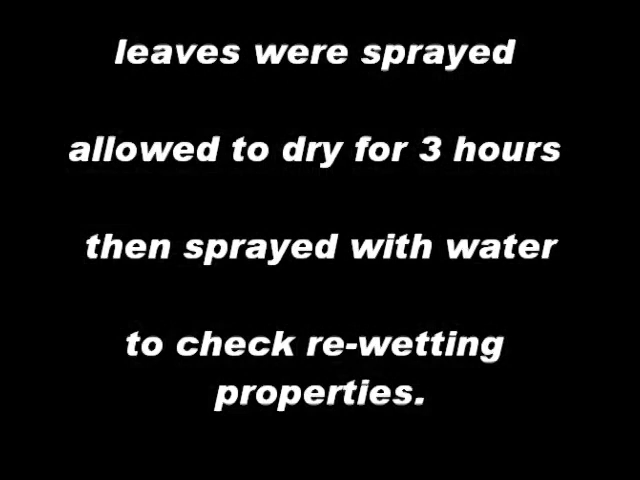 leaves were sprayed
allowed to dry for 3 hours
then sprayed with water
to check re-wetting
properties.